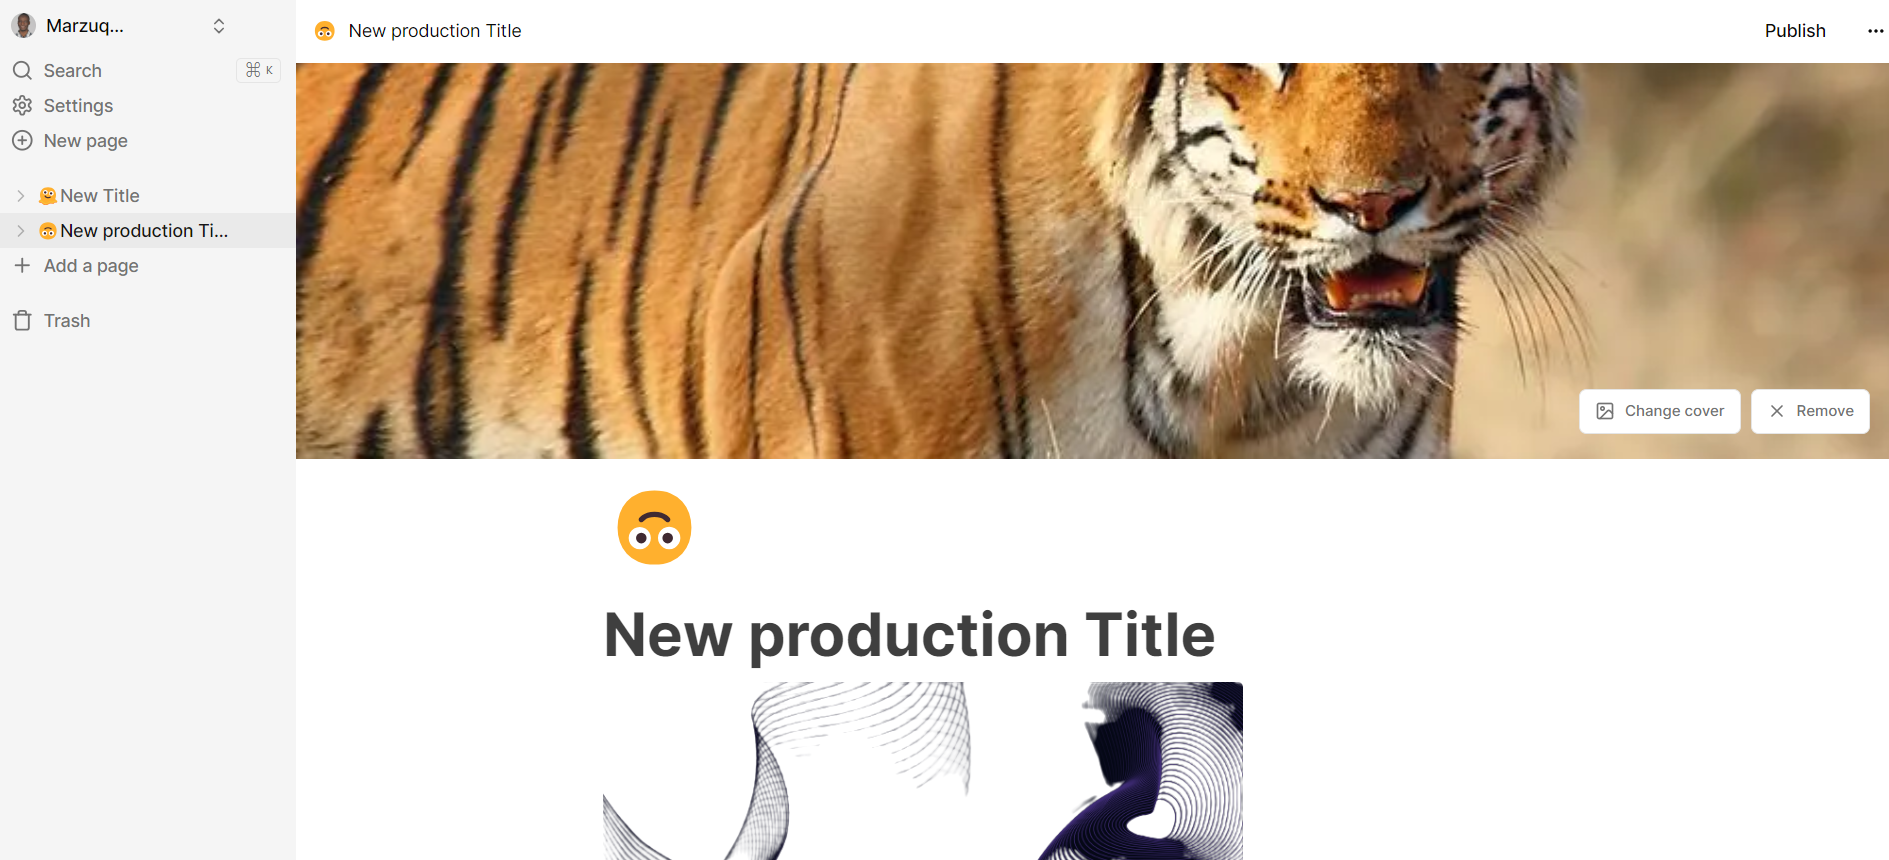 Marzuq...
Search
⌘ K
Settings
New page
New Title
New production Ti...
Add a page
Trash
New production Title
Publish
Change cover
Remove
New production Title